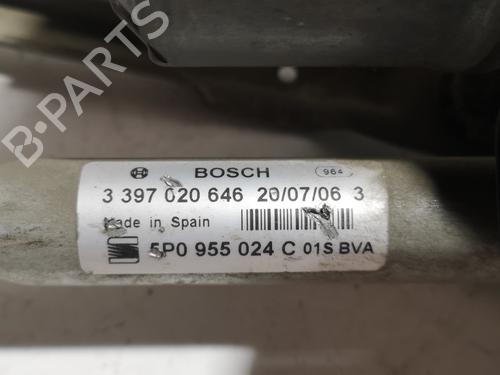 B-PARTS
BOSCH 964
3 397 020 646 20/07/06 3
Made in Spain
5P0 955 024 C 01S BVA